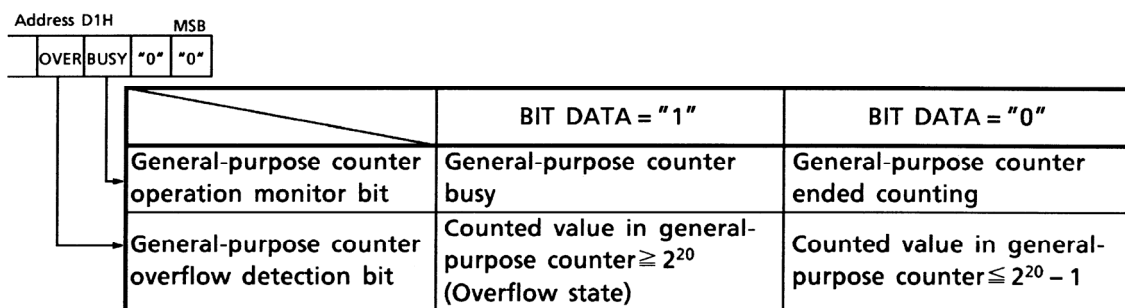 Address D1H MSB
OVER BUSY "0" "0"
BIT DATA = "1" BIT DATA = "0"
General-purpose counter operation monitor bit
General-purpose counter busy
General-purpose counter ended counting
General-purpose counter overflow detection bit
Counted value in general-purpose counter ≧ 2²⁰ (Overflow state)
Counted value in general-purpose counter ≦ 2²⁰ – 1